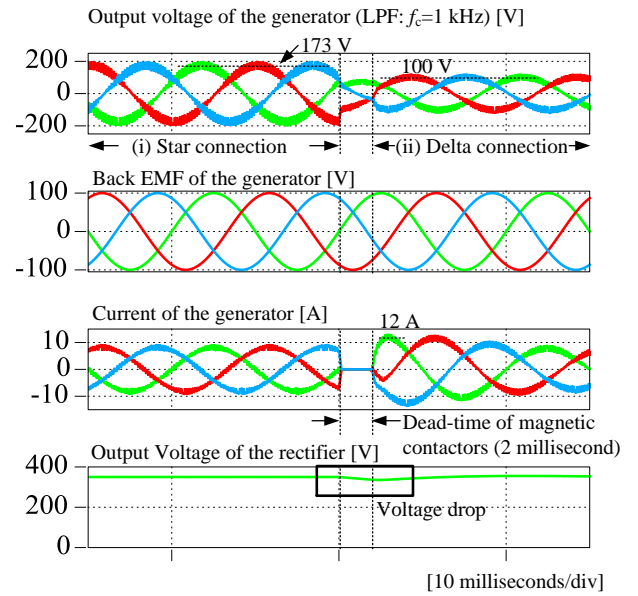 Output voltage of the generator (LPF: fc=1 kHz) [V]
200
0
-200
173 V
100 V
(i) Star connection
(ii) Delta connection
Back EMF of the generator [V]
100
0
-100
Current of the generator [A]
10
0
-10
12 A
Dead-time of magnetic
contactors (2 millisecond)
Output Voltage of the rectifier [V]
400
200
0
Voltage drop
[10 milliseconds/div]